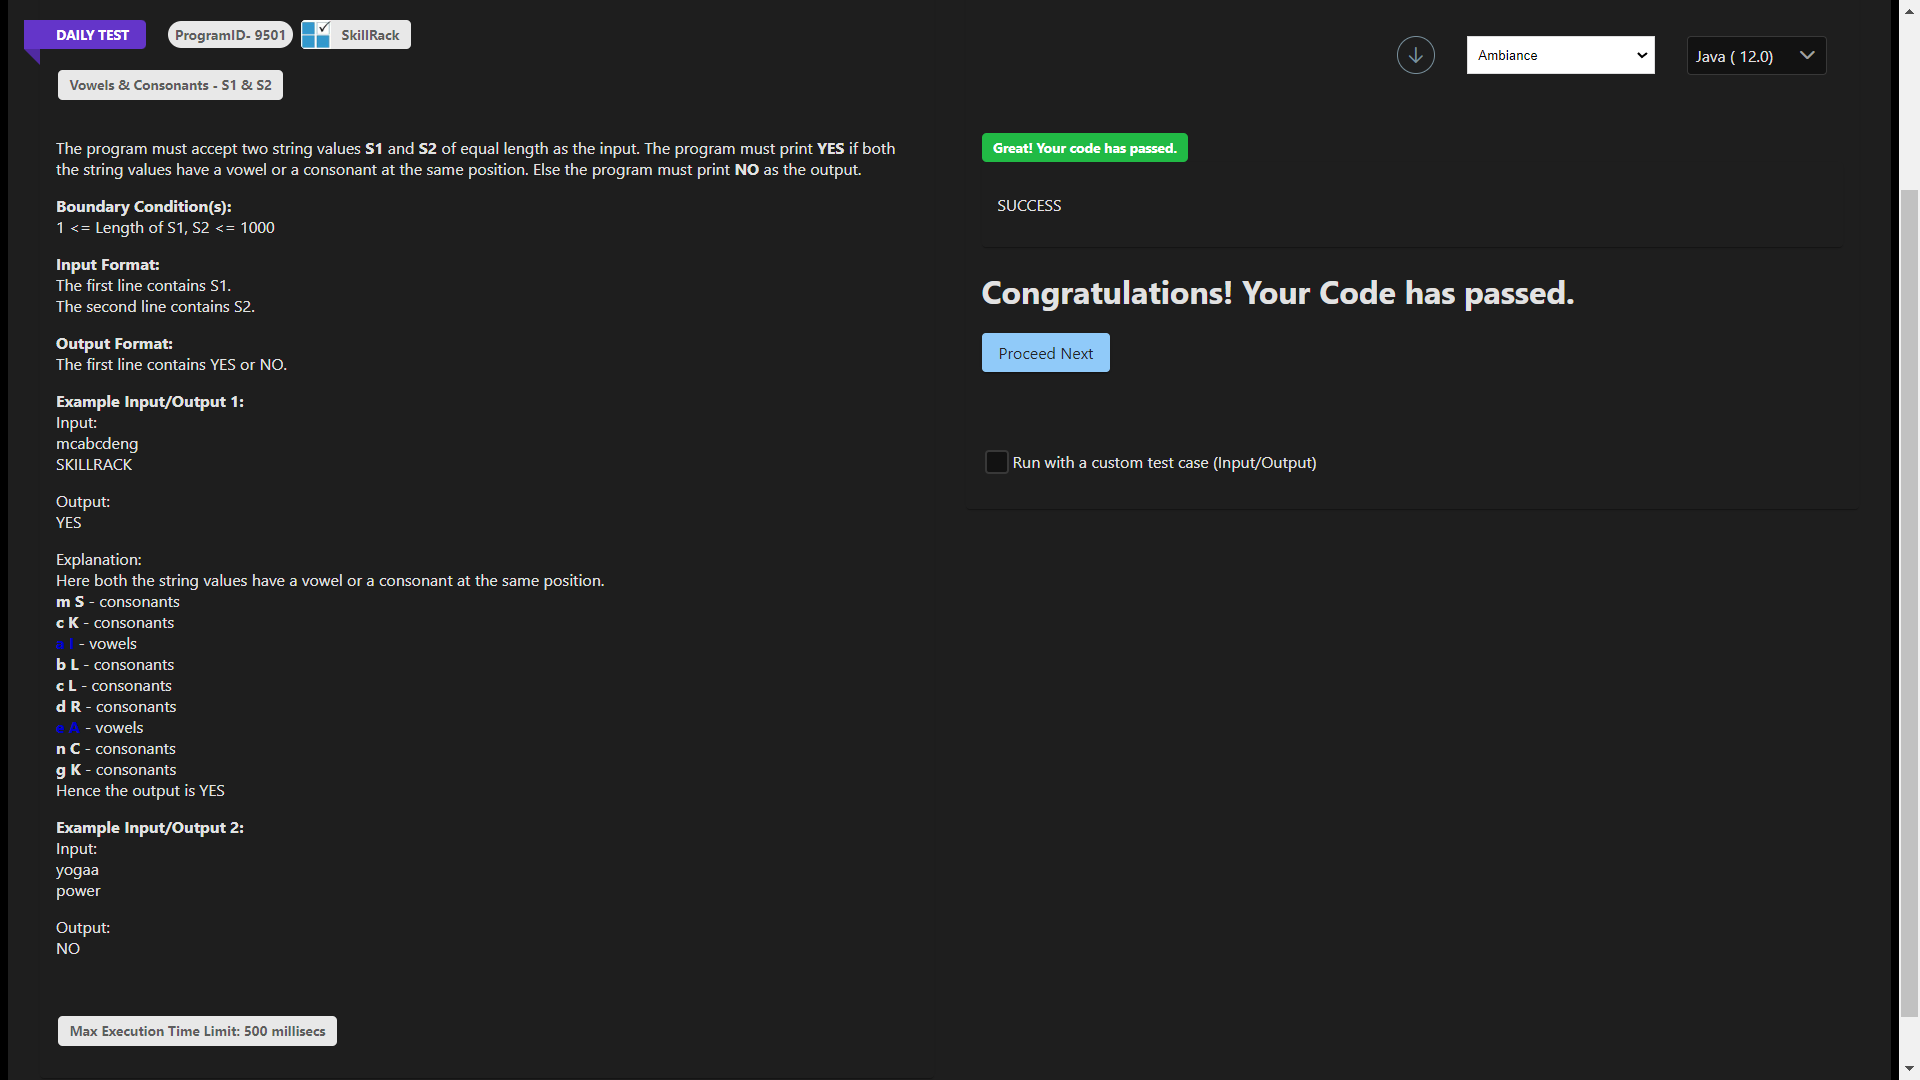 DAILY TEST
ProgramID- 9501
SkillRack
Ambiance
Java ( 12.0)
Vowels & Consonants - S1 & S2
The program must accept two string values S1 and S2 of equal length as the input. The program must print YES if both
the string values have a vowel or a consonant at the same position. Else the program must print NO as the output.
Boundary Condition(s):
1 <= Length of S1, S2 <= 1000
Input Format:
The first line contains S1.
The second line contains S2.
Output Format:
The first line contains YES or NO.
Example Input/Output 1:
Input:
mcabcdeng
SKILLRACK
Output:
YES
Explanation:
Here both the string values have a vowel or a consonant at the same position.
m S - consonants
c K - consonants
a I - vowels
b L - consonants
c L - consonants
d R - consonants
e A - vowels
n C - consonants
g K - consonants
Hence the output is YES
Example Input/Output 2:
Input:
yogaa
power
Output:
NO
Max Execution Time Limit: 500 millisecs
Great! Your code has passed.
SUCCESS
Congratulations! Your Code has passed.
Proceed Next
Run with a custom test case (Input/Output)